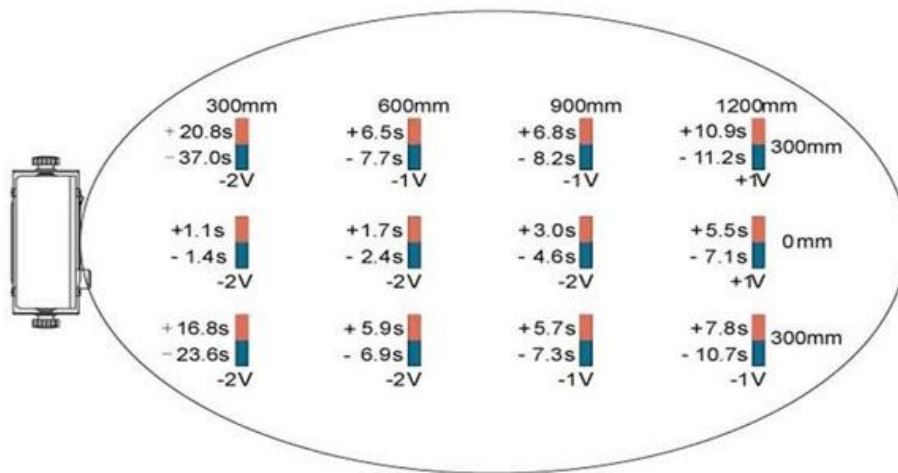 300mm 600mm 900mm 1200mm
+20.8s +6.5s +6.8s +10.9s 300mm
-37.0s - 7.7s - 8.2s - 11.2s
-2V -1V -1V +1V
+1.1s +1.7s +3.0s +5.5s 0mm
- 1.4s - 2.4s - 4.6s - 7.1s
-2V -2V -2V +1V
+16.8s +5.9s +5.7s +7.8s 300mm
-23.6s - 6.9s - 7.3s - 10.7s
-2V -2V -1V -1V